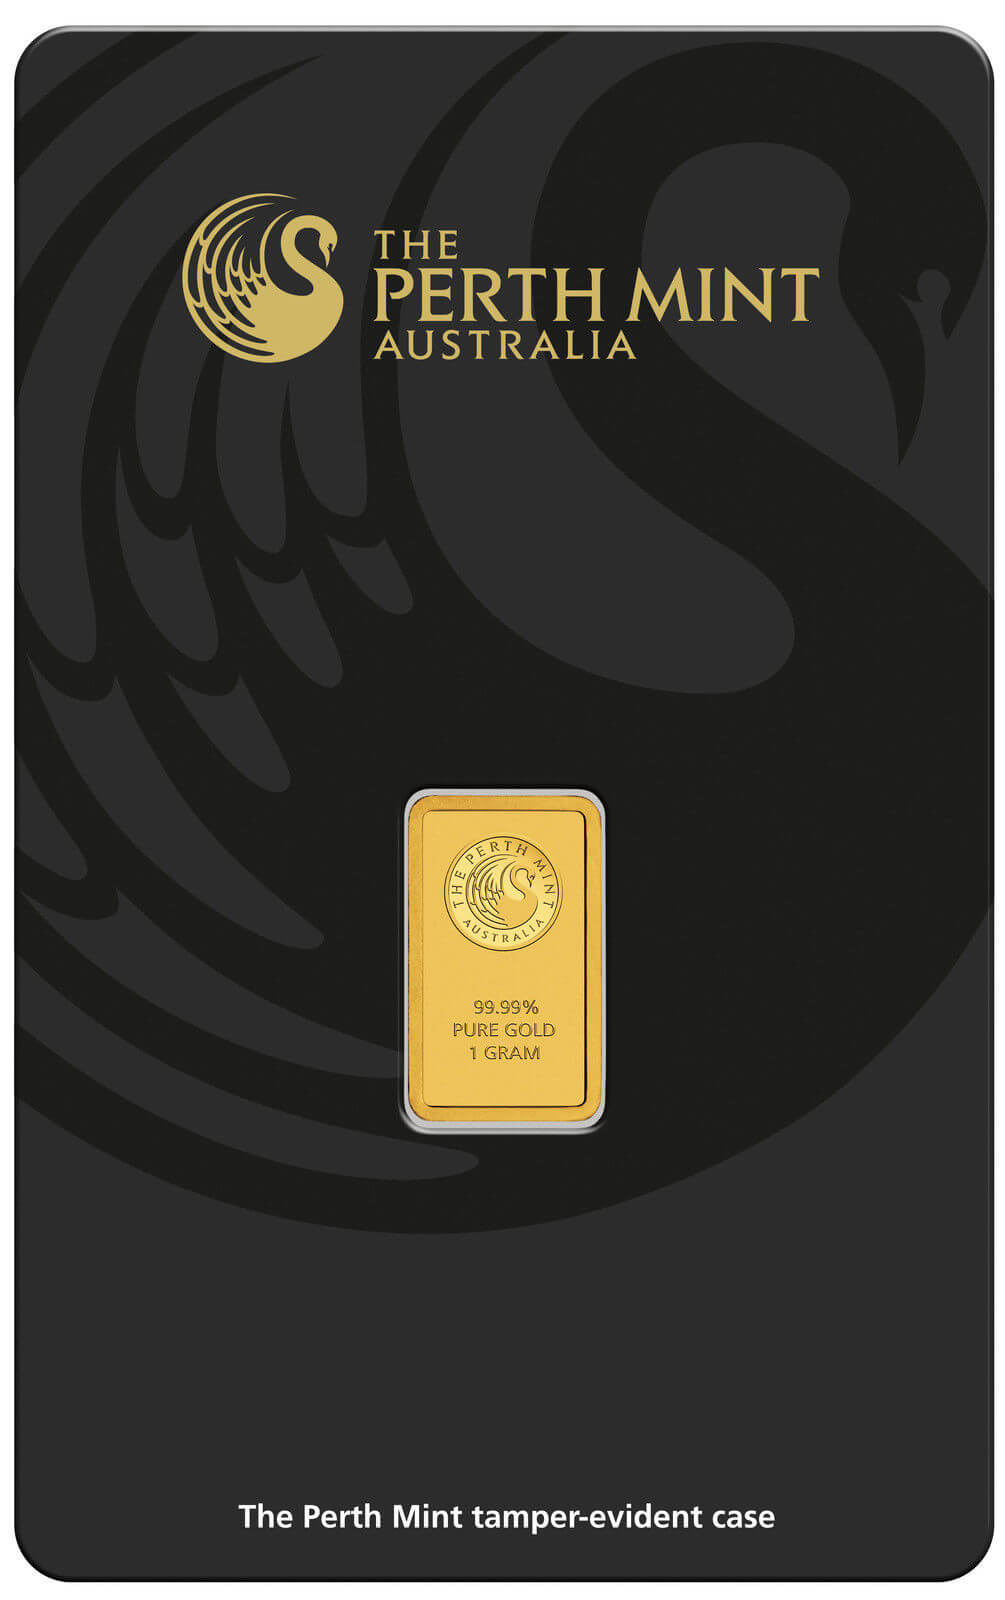 THE
PERTH MINT
AUSTRALIA
THE PERTH MINT
AUSTRALIA
99.99%
PURE GOLD
1 GRAM
The Perth Mint tamper-evident case